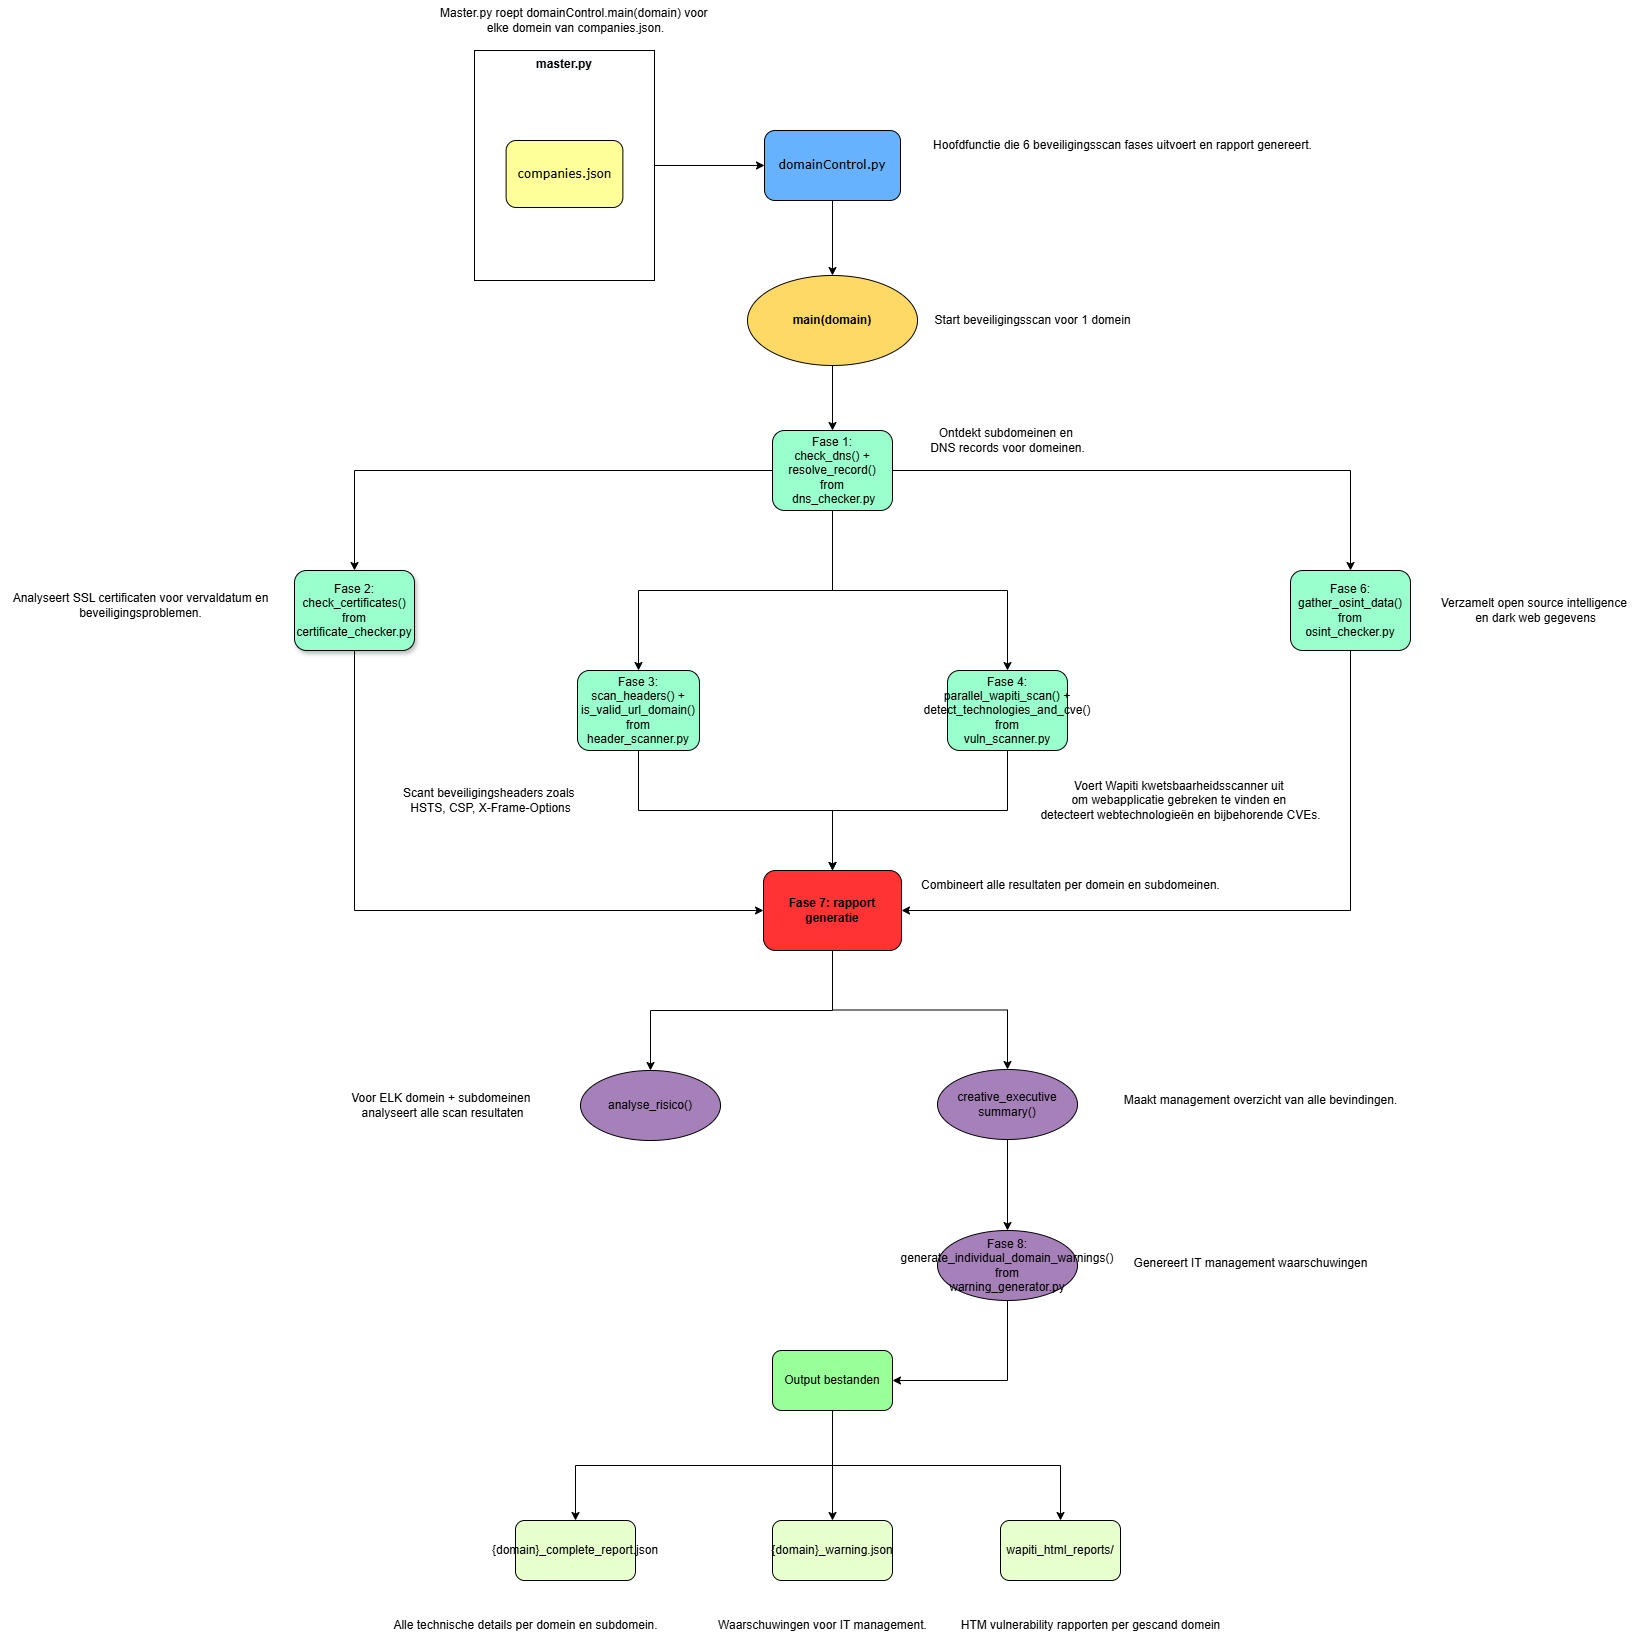 Master.py roept domainControl.main(domain) voor
elke domein van companies.json.
master.py
companies.json
domainControl.py
Hoofdfunctie die 6 beveiligingsscan fases uitvoert en rapport genereert.
main(domain)
Start beveiligingsscan voor 1 domein
Fase 1:
check_dns() +
resolve_record()
from
dns_checker.py
Ontdekt subdomeinen en
DNS records voor domeinen.
Analyseert SSL certificaten voor vervaldatum en
beveiligingsproblemen.
Fase 2:
check_certificates()
from
certificate_checker.py
Fase 6:
gather_osint_data()
from
osint_checker.py
Verzamelt open source intelligence
en dark web gegevens
Fase 3:
scan_headers() +
is_valid_url_domain()
from
header_scanner.py
Fase 4:
parallel_wapiti_scan() +
detect_technologies_and_cve()
from
vuln_scanner.py
Scant beveiligingsheaders zoals
HSTS, CSP, X-Frame-Options
Voert Wapiti kwetsbaarheidsscanner uit
om webapplicatie gebreken te vinden en
detecteert webtechnologieën en bijbehorende CVEs.
Fase 7: rapport
generatie
Combineert alle resultaten per domein en subdomeinen.
Voor ELK domein + subdomeinen
analyseert alle scan resultaten
analyse_risico()
creative_executive
summary()
Maakt management overzicht van alle bevindingen.
Fase 8:
generate_individual_domain_warnings()
from
warning_generator.py
Genereert IT management waarschuwingen
Output bestanden
{domain}_complete_report.json
{domain}_warning.json
wapiti_html_reports/
Alle technische details per domein en subdomein.
Waarschuwingen voor IT management.
HTM vulnerability rapporten per gescand domein